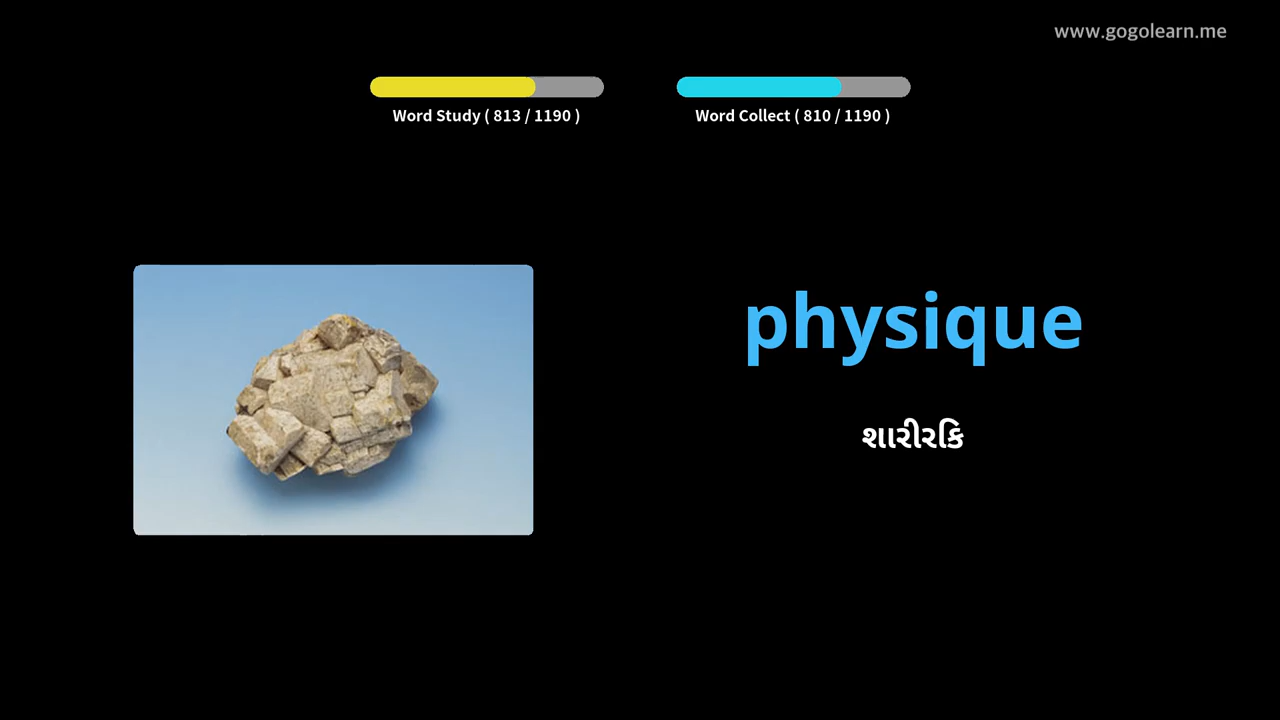 www.gogolearn.me
Word Study ( 813 / 1190 )
Word Collect ( 810 / 1190 )
physique
શારીરિક